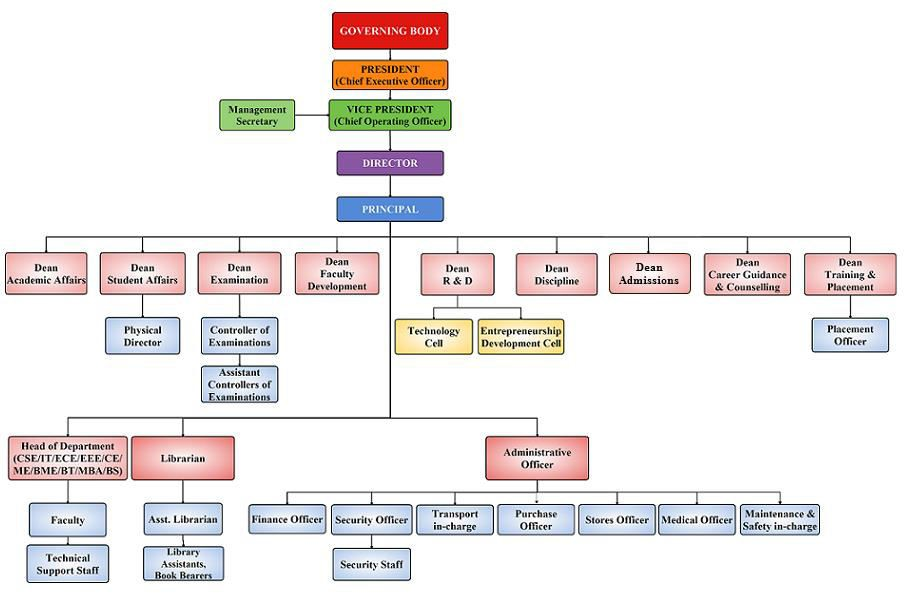 GOVERNING BODY
PRESIDENT
(Chief Executive Officer)
Management
Secretary
VICE PRESIDENT
(Chief Operating Officer)
DIRECTOR
PRINCIPAL
Dean
Academic Affairs
Dean
Student Affairs
Dean
Examination
Dean
Faculty
Development
Dean
R & D
Dean
Discipline
Dean
Admissions
Dean
Career Guidance
& Counselling
Dean
Training &
Placement
Physical
Director
Controller of
Examinations
Technology
Cell
Entrepreneurship
Development Cell
Placement
Officer
Assistant
Controllers of
Examinations
Head of Department
(CSE/IT/ECE/EEE/CE/
ME/BME/BT/MBA/BS)
Librarian
Administrative
Officer
Faculty
Asst. Librarian
Finance Officer
Security Officer
Transport
in-charge
Purchase
Officer
Stores Officer
Medical Officer
Maintenance &
Safety in-charge
Technical
Support Staff
Library
Assistants,
Book Bearers
Security Staff